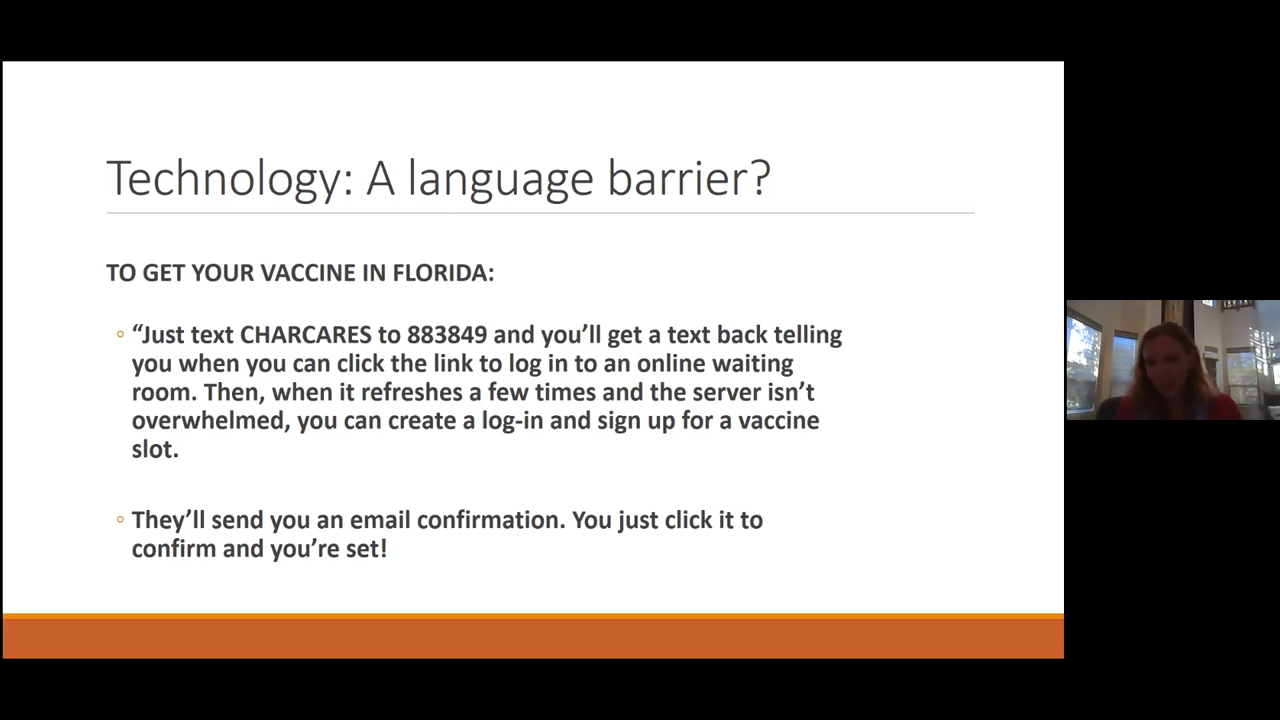 Technology: A language barrier?
TO GET YOUR VACCINE IN FLORIDA:
◦ “Just text CHARCARES to 883849 and you’ll get a text back telling
you when you can click the link to log in to an online waiting
room. Then, when it refreshes a few times and the server isn’t
overwhelmed, you can create a log-in and sign up for a vaccine
slot.
◦ They’ll send you an email confirmation. You just click it to
confirm and you’re set!